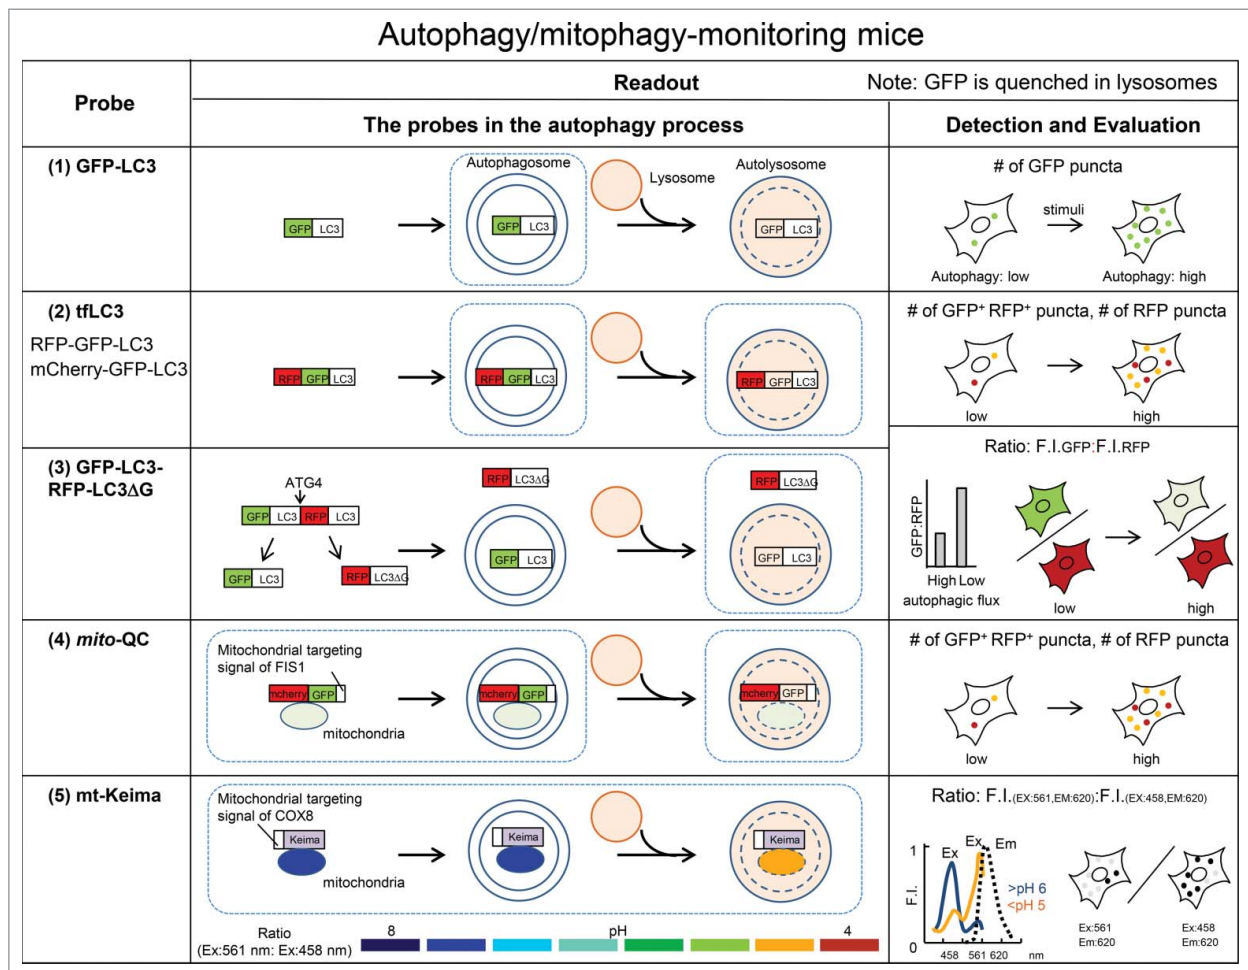 Autophagy/mitophagy-monitoring mice
Probe
Readout
Note: GFP is quenched in lysosomes
The probes in the autophagy process
Detection and Evaluation
(1) GFP-LC3
GFP LC3
Autophagosome
GFP LC3
Lysosome
Autolysosome
GFP LC3
# of GFP puncta
stimuli
Autophagy: low
Autophagy: high
(2) tfLC3
RFP-GFP-LC3
mCherry-GFP-LC3
RFP GFP LC3
RFP GFP LC3
RFP GFP LC3
# of GFP⁺ RFP⁺ puncta, # of RFP puncta
low
high
(3) GFP-LC3-
RFP-LC3ΔG
ATG4
GFP LC3 RFP LC3
GFP LC3
RFP LC3ΔG
RFP LC3ΔG
GFP LC3
RFP LC3ΔG
GFP LC3
Ratio: F.I.GFP:F.I.RFP
GFP:RFP
High Low
autophagic flux
low
high
(4) mito-QC
Mitochondrial targeting
signal of FIS1
mcherry GFP
mitochondria
mcherry GFP
mcherry GFP
# of GFP⁺ RFP⁺ puncta, # of RFP puncta
low
high
(5) mt-Keima
Mitochondrial targeting
signal of COX8
Keima
mitochondria
Keima
Keima
Ratio
(Ex:561 nm: Ex:458 nm)
8
pH
4
Ratio: F.I.(EX:561,EM:620):F.I.(EX:458,EM:620)
F.I.
1
0
Ex
Ex
Em
>pH 6
<pH 5
458
561
620
nm
Ex:561
Em:620
Ex:458
Em:620